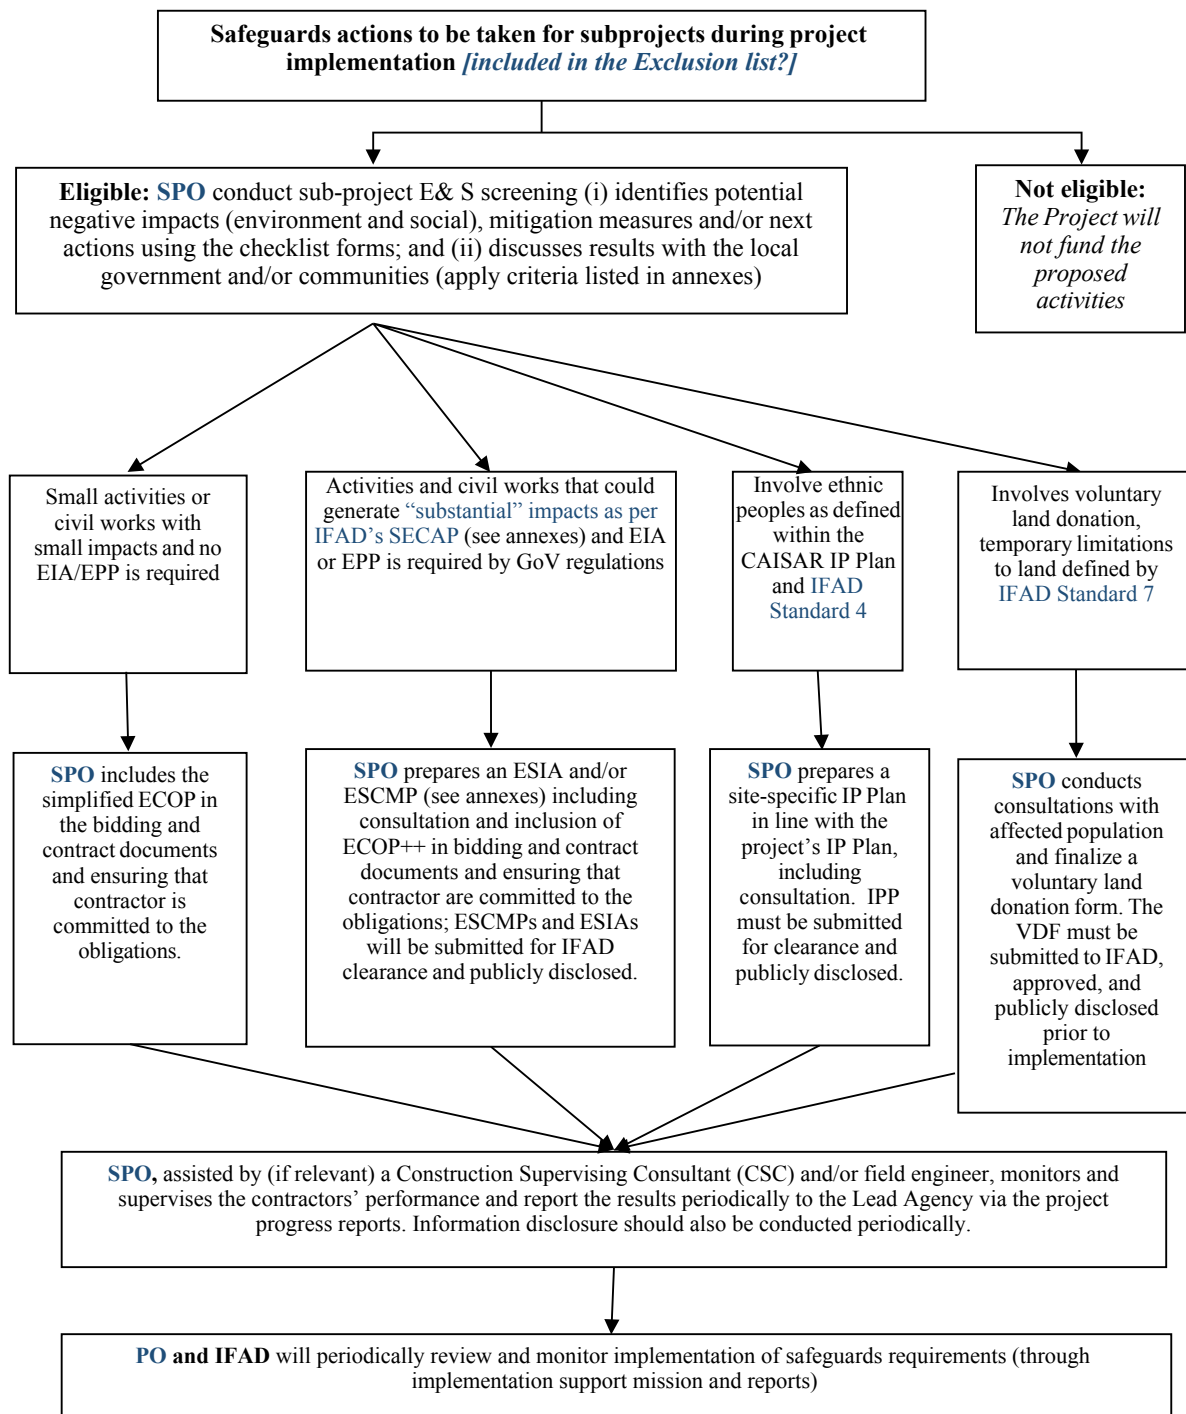 Safeguards actions to be taken for subprojects during project
implementation [included in the Exclusion list?]
Eligible: SPO conduct sub-project E& S screening (i) identifies potential
negative impacts (environment and social), mitigation measures and/or next
actions using the checklist forms; and (ii) discusses results with the local
government and/or communities (apply criteria listed in annexes)
Not eligible:
The Project will
not fund the
proposed
activities
Small activities or
civil works with
small impacts and no
EIA/EPP is required
Activities and civil works that could
generate “substantial” impacts as per
IFAD’s SECAP (see annexes) and EIA
or EPP is required by GoV regulations
Involve ethnic
peoples as defined
within the
CAISAR IP Plan
and IFAD
Standard 4
Involves voluntary
land donation,
temporary limitations
to land defined by
IFAD Standard 7
SPO includes the
simplified ECOP in
the bidding and
contract documents
and ensuring that
contractor is
committed to the
obligations.
SPO prepares an ESIA and/or
ESCMP (see annexes) including
consultation and inclusion of
ECOP++ in bidding and contract
documents and ensuring that
contractor are committed to the
obligations; ESCMPs and ESIAs
will be submitted for IFAD
clearance and publicly disclosed.
SPO prepares a
site-specific IP Plan
in line with the
project’s IP Plan,
including
consultation. IPP
must be submitted
for clearance and
publicly disclosed.
SPO conducts
consultations with
affected population
and finalize a
voluntary land
donation form. The
VDF must be
submitted to IFAD,
approved, and
publicly disclosed
prior to
implementation
SPO, assisted by (if relevant) a Construction Supervising Consultant (CSC) and/or field engineer, monitors and
supervises the contractors’ performance and report the results periodically to the Lead Agency via the project
progress reports. Information disclosure should also be conducted periodically.
PO and IFAD will periodically review and monitor implementation of safeguards requirements (through
implementation support mission and reports)